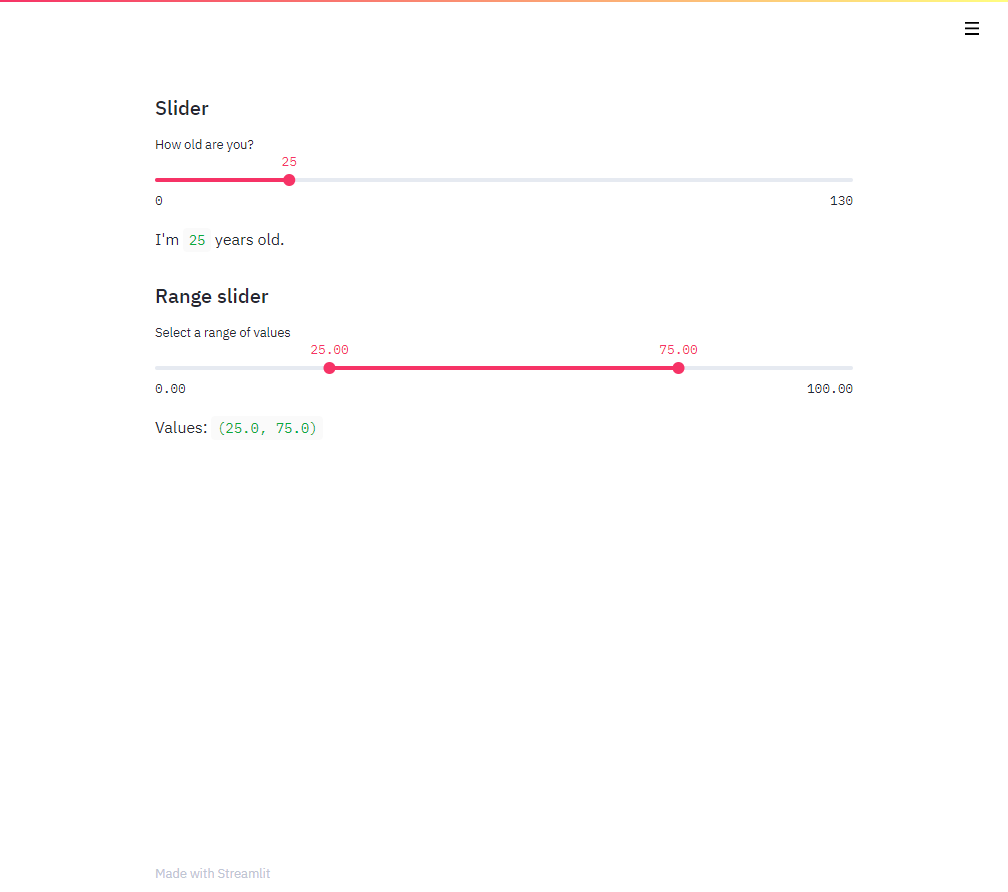 Slider
How old are you?
25
0 130
I'm 25 years old.
Range slider
Select a range of values
25.00 75.00
0.00 100.00
Values: (25.0, 75.0)
Made with Streamlit